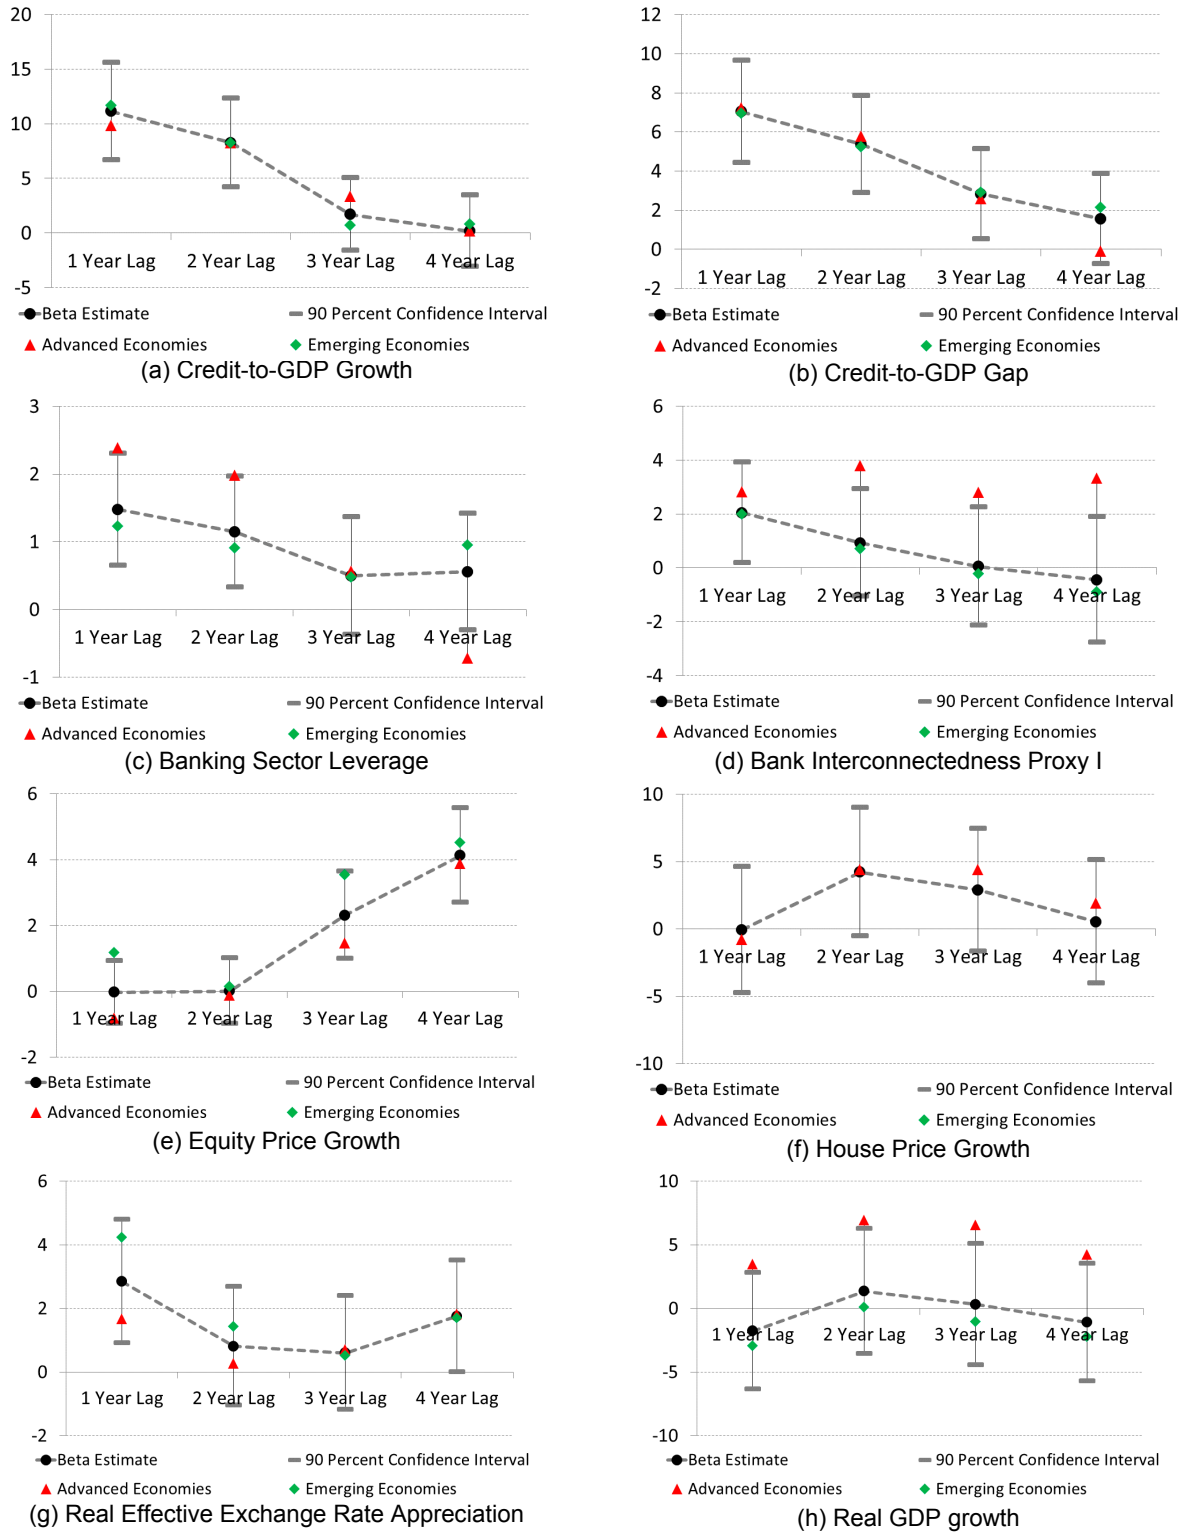 20
15
10
5
0
-5
1 Year Lag 2 Year Lag 3 Year Lag 4 Year Lag
Beta Estimate 90 Percent Confidence Interval
Advanced Economies Emerging Economies
(a) Credit-to-GDP Growth
12
10
8
6
4
2
0
-2
1 Year Lag 2 Year Lag 3 Year Lag 4 Year Lag
Beta Estimate 90 Percent Confidence Interval
Advanced Economies Emerging Economies
(b) Credit-to-GDP Gap
3
2
1
0
-1
1 Year Lag 2 Year Lag 3 Year Lag 4 Year Lag
Beta Estimate 90 Percent Confidence Interval
Advanced Economies Emerging Economies
(c) Banking Sector Leverage
6
4
2
0
-2
-4
1 Year Lag 2 Year Lag 3 Year Lag 4 Year Lag
Beta Estimate 90 Percent Confidence Interval
Advanced Economies Emerging Economies
(d) Bank Interconnectedness Proxy I
6
4
2
0
-2
1 Year Lag 2 Year Lag 3 Year Lag 4 Year Lag
Beta Estimate 90 Percent Confidence Interval
Advanced Economies Emerging Economies
(e) Equity Price Growth
10
5
0
-5
-10
1 Year Lag 2 Year Lag 3 Year Lag 4 Year Lag
Beta Estimate 90 Percent Confidence Interval
Advanced Economies Emerging Economies
(f) House Price Growth
6
4
2
0
-2
1 Year Lag 2 Year Lag 3 Year Lag 4 Year Lag
Beta Estimate 90 Percent Confidence Interval
Advanced Economies Emerging Economies
(g) Real Effective Exchange Rate Appreciation
10
5
0
-5
-10
1 Year Lag 2 Year Lag 3 Year Lag 4 Year Lag
Beta Estimate 90 Percent Confidence Interval
Advanced Economies Emerging Economies
(h) Real GDP growth